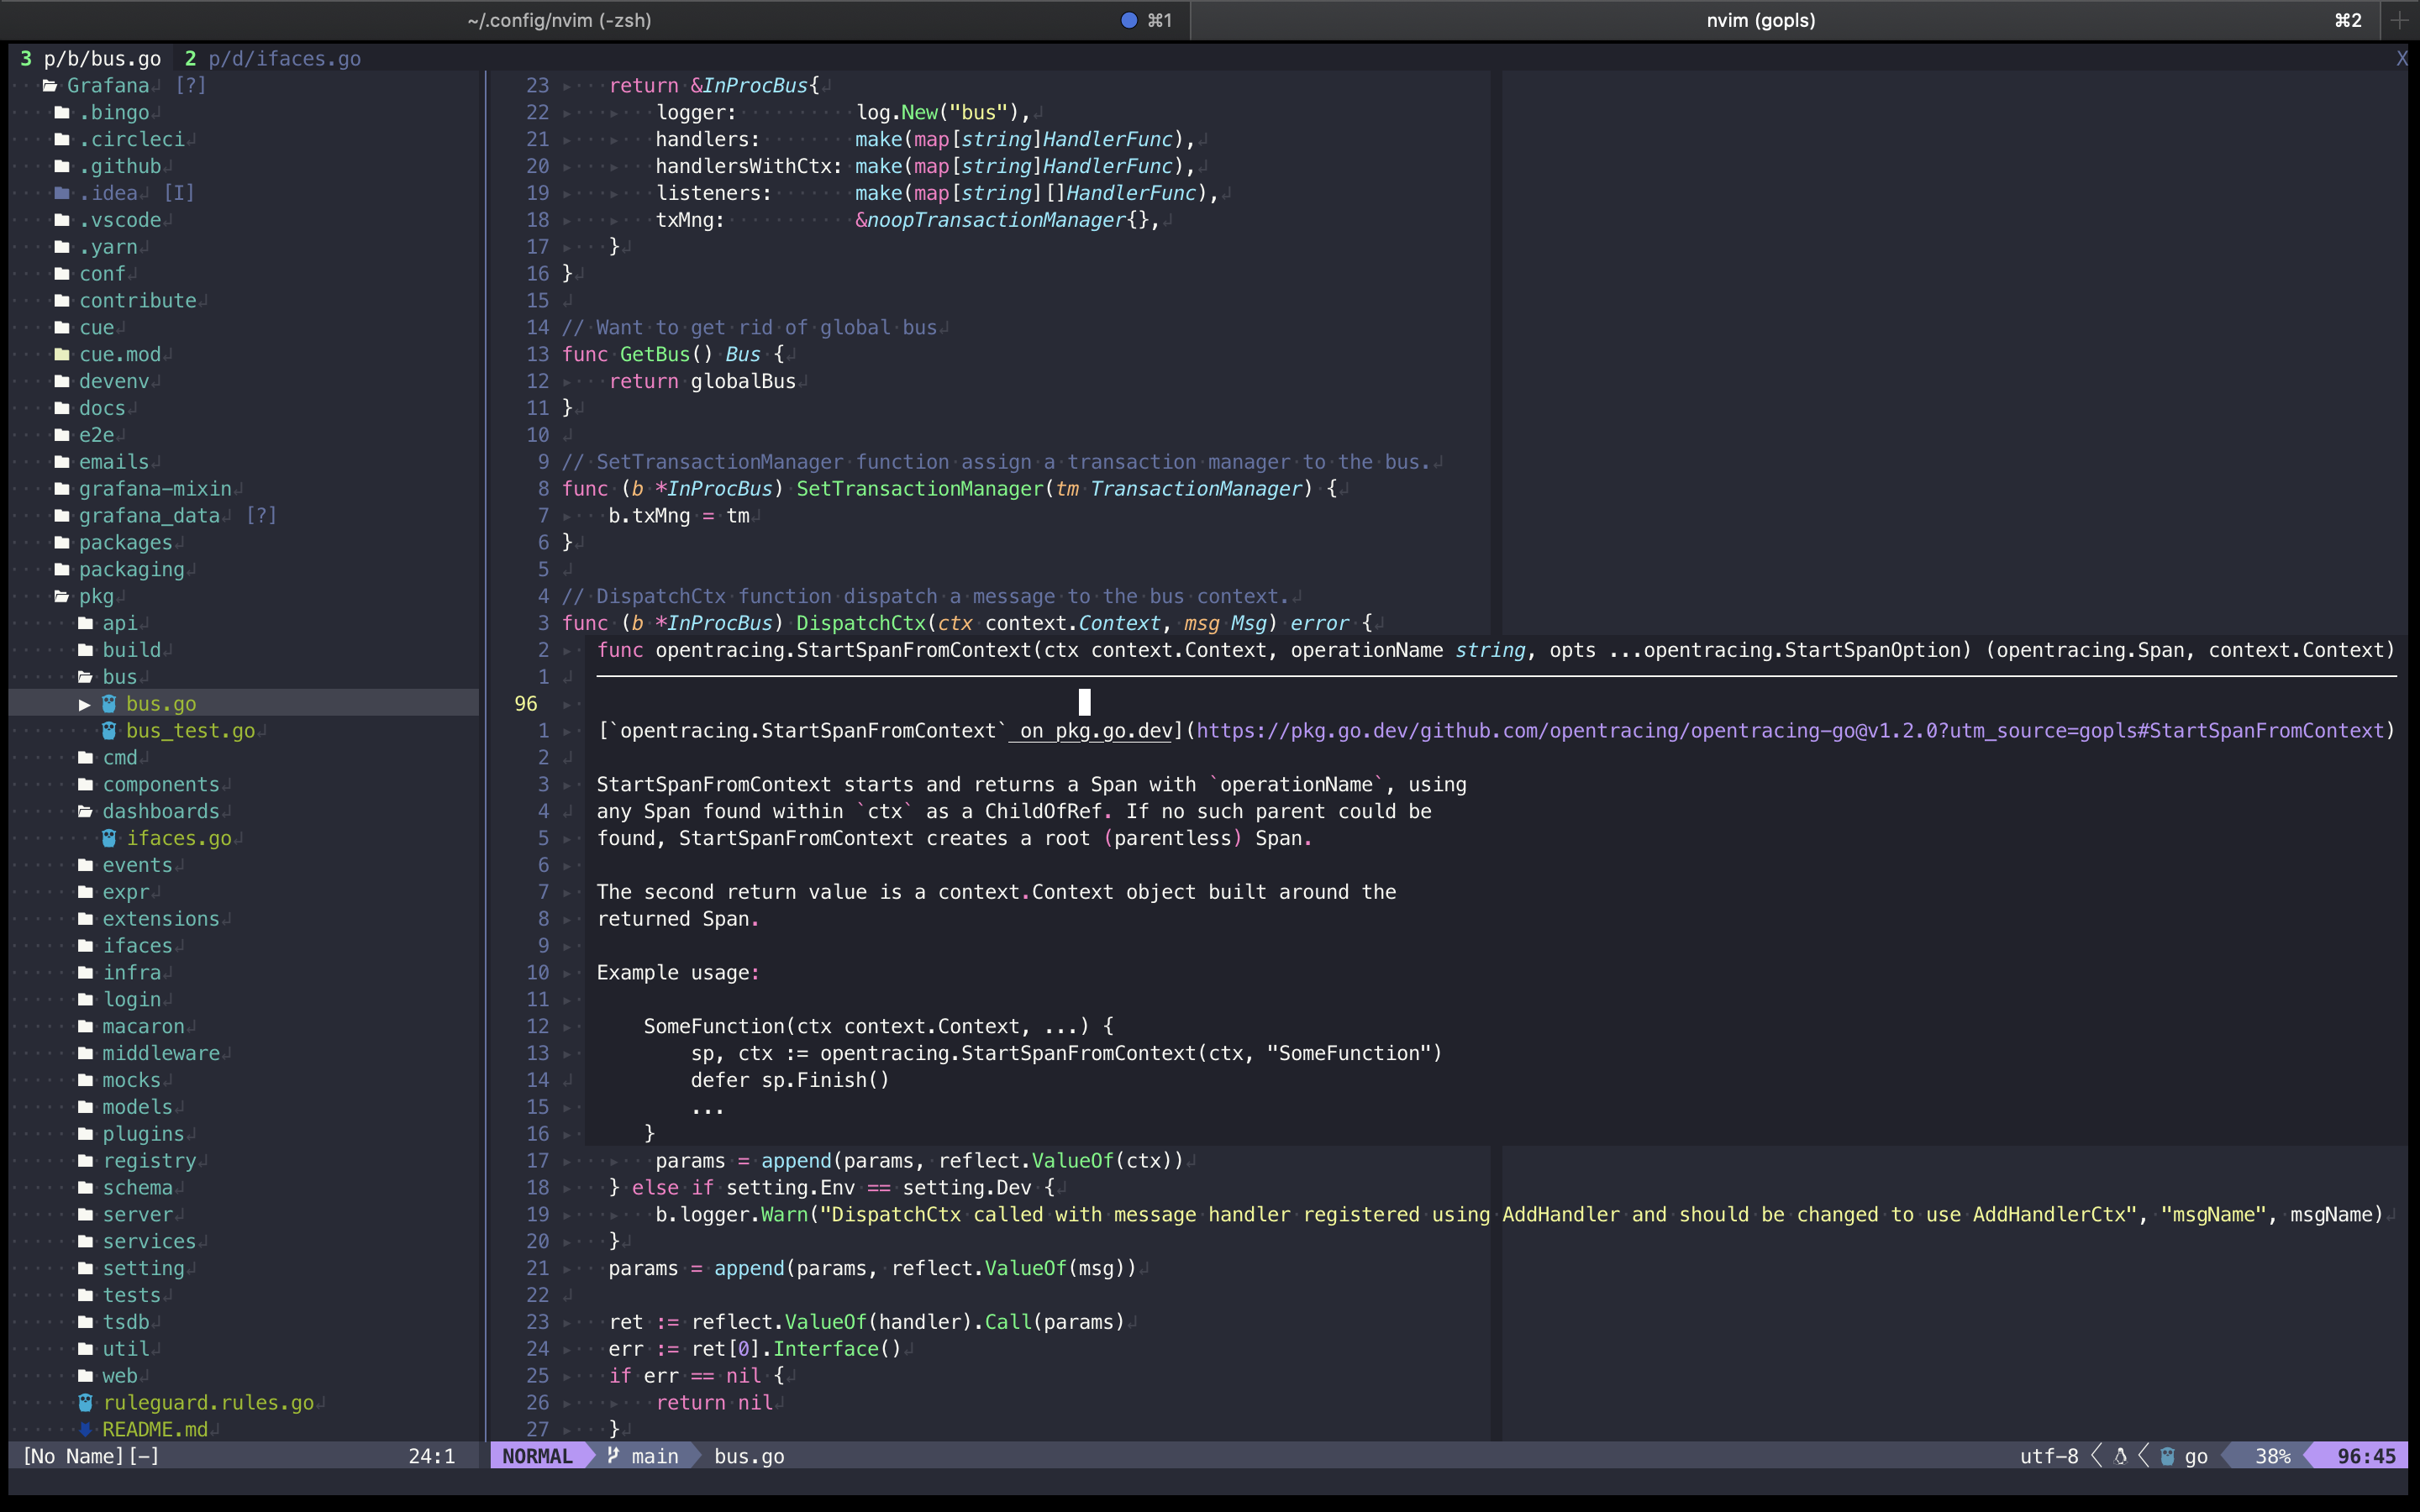 ~/.config/nvim (-zsh) ⌘1 nvim (gopls) ⌘2 +
3 p/b/bus.go 2 p/d/ifaces.go X
Grafana [?]
.bingo
.circleci
.github
.idea [I]
.vscode
.yarn
conf
contribute
cue
cue.mod
devenv
docs
e2e
emails
grafana-mixin
grafana_data [?]
packages
packaging
pkg
api
build
bus
bus.go
bus_test.go
cmd
components
dashboards
ifaces.go
events
expr
extensions
ifaces
infra
login
macaron
middleware
mocks
models
plugins
registry
schema
server
services
setting
tests
tsdb
util
web
ruleguard.rules.go
README.md
[No Name][-] 24:1
23 return &InProcBus{
22 logger: log.New("bus"),
21 handlers: make(map[string]HandlerFunc),
20 handlersWithCtx: make(map[string]HandlerFunc),
19 listeners: make(map[string][]HandlerFunc),
18 txMng: &noopTransactionManager{},
17 }
16 }
15
14 // Want to get rid of global bus
13 func GetBus() Bus {
12 return globalBus
11 }
10
9 // SetTransactionManager function assign a transaction manager to the bus.
8 func (b *InProcBus) SetTransactionManager(tm TransactionManager) {
7 b.txMng = tm
6 }
5
4 // DispatchCtx function dispatch a message to the bus context.
3 func (b *InProcBus) DispatchCtx(ctx context.Context, msg Msg) error {
2 func opentracing.StartSpanFromContext(ctx context.Context, operationName string, opts ...opentracing.StartSpanOption) (opentracing.Span, context.Context)
1
96
1 [`opentracing.StartSpanFromContext` on pkg.go.dev](https://pkg.go.dev/github.com/opentracing/opentracing-go@v1.2.0?utm_source=gopls#StartSpanFromContext)
2
3 StartSpanFromContext starts and returns a Span with `operationName`, using
4 any Span found within `ctx` as a ChildOfRef. If no such parent could be
5 found, StartSpanFromContext creates a root (parentless) Span.
6
7 The second return value is a context.Context object built around the
8 returned Span.
9
10 Example usage:
11
12 SomeFunction(ctx context.Context, ...) {
13 sp, ctx := opentracing.StartSpanFromContext(ctx, "SomeFunction")
14 defer sp.Finish()
15 ...
16 }
17 params = append(params, reflect.ValueOf(ctx))
18 } else if setting.Env == setting.Dev {
19 b.logger.Warn("DispatchCtx called with message handler registered using AddHandler and should be changed to use AddHandlerCtx", "msgName", msgName)
20 }
21 params = append(params, reflect.ValueOf(msg))
22
23 ret := reflect.ValueOf(handler).Call(params)
24 err := ret[0].Interface()
25 if err == nil {
26 return nil
27 }
NORMAL main bus.go utf-8 go 38% 96:45